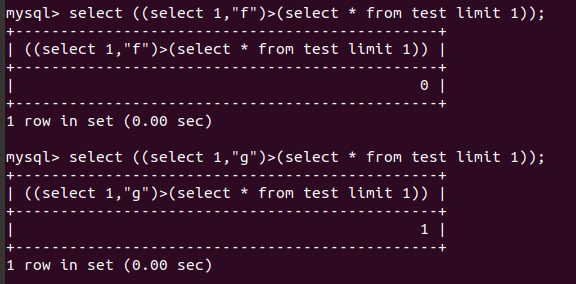 mysql> select ((select 1,"f")>(select * from test limit 1));
+----------------------------------------------+
| ((select 1,"f")>(select * from test limit 1)) |
+----------------------------------------------+
|                                             0 |
+----------------------------------------------+
1 row in set (0.00 sec)
mysql> select ((select 1,"g")>(select * from test limit 1));
+----------------------------------------------+
| ((select 1,"g")>(select * from test limit 1)) |
+----------------------------------------------+
|                                             1 |
+----------------------------------------------+
1 row in set (0.00 sec)